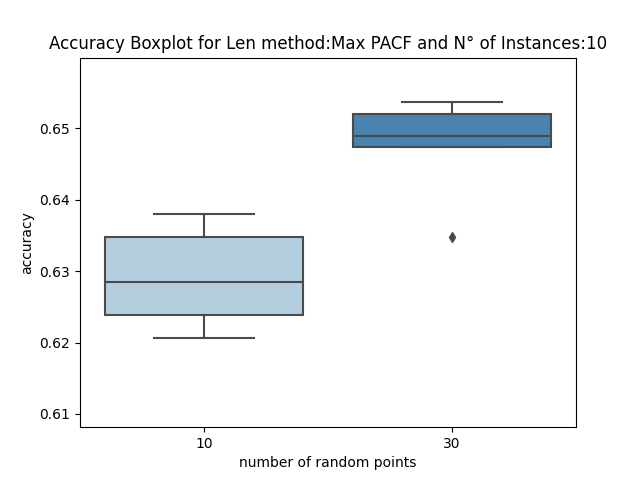 Accuracy Boxplot for Len method:Max PACF and N° of Instances:10
0.65
0.64
0.63
0.62
0.61
accuracy
10
30
number of random points